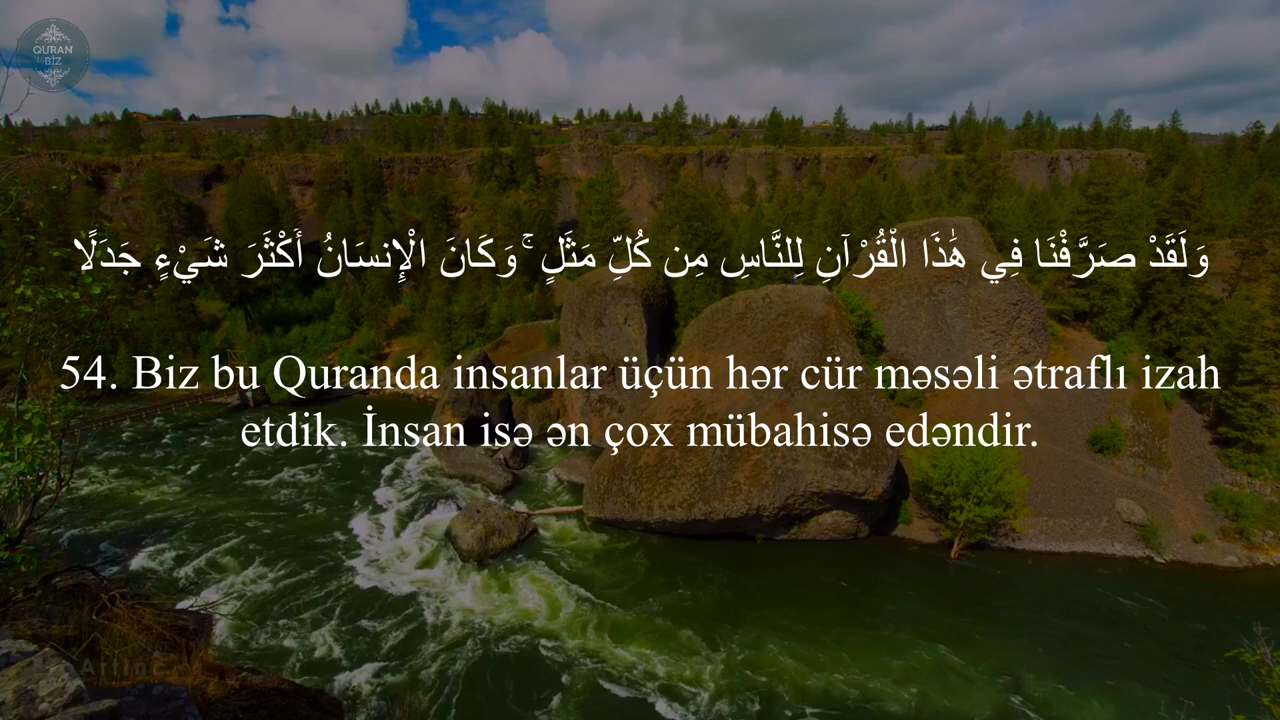 QURAN
BİZ
وَلَقَدْ صَرَّفْنَا فِي هَٰذَا الْقُرْآنِ لِلنَّاسِ مِن كُلِّ مَثَلٍ ۚ وَكَانَ الْإِنسَانُ أَكْثَرَ شَيْءٍ جَدَلًا
54. Biz bu Quranda insanlar üçün hər cür məsəli ətraflı izah
etdik. İnsan isə ən çox mübahisə edəndir.